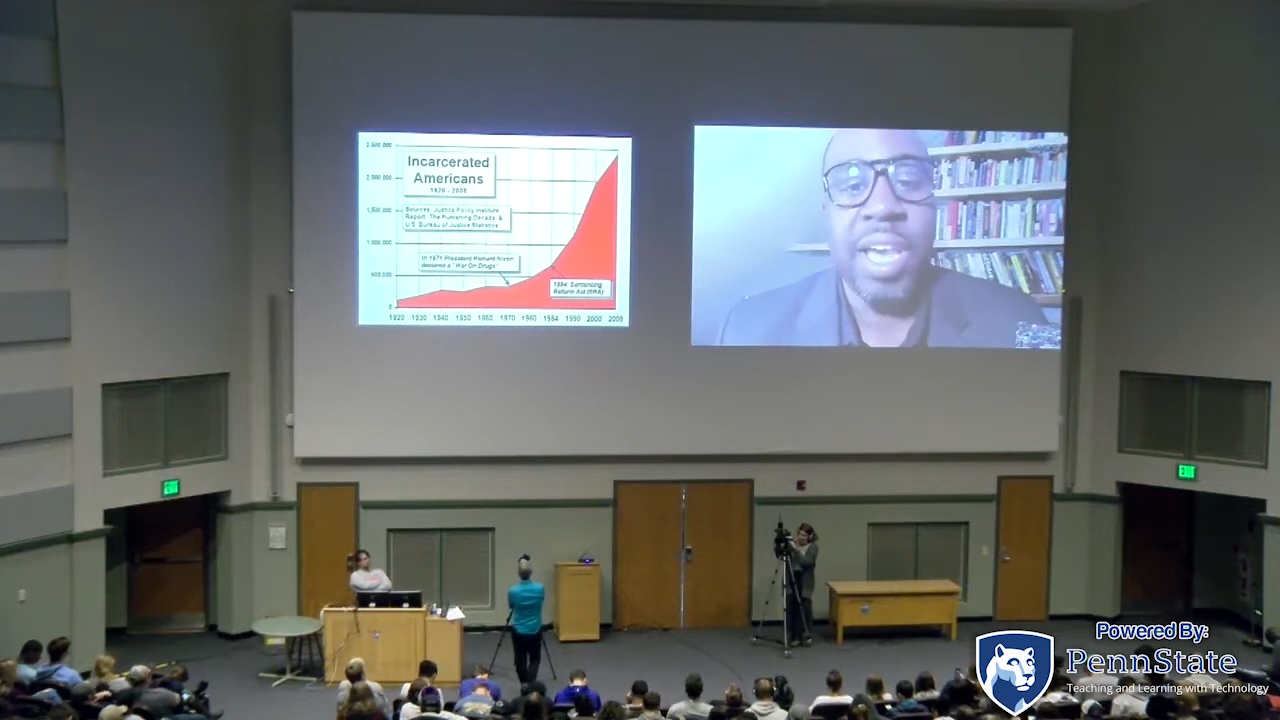 2,500,000
Incarcerated
Americans
1920 - 2008
2,000,000
Sources: Justice Policy Institute
Report: The Punishing Decade, &
U.S. Bureau of Justice Statistics
1,500,000
1,000,000
In 1971 President Richard Nixon
declared a "War On Drugs"
500,000
1984 Sentencing
Reform Act (SRA)
0
1920 1930 1940 1950 1960 1970 1980 1984 1990 2000 2008
EXIT
EXIT
Powered By:
PennState
Teaching and Learning with Technology